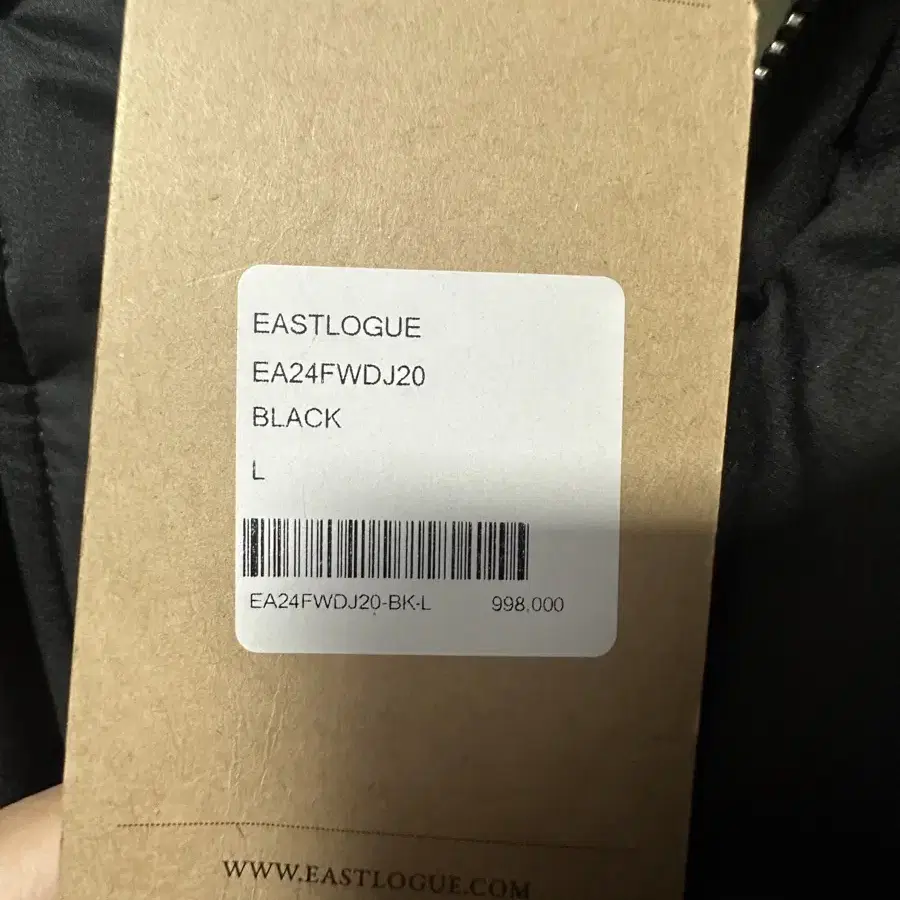 EASTLOGUE
EA24FWDJ20
BLACK
L
EA24FWDJ20-BK-L 998,000
WWW.EASTLOGUE.COM